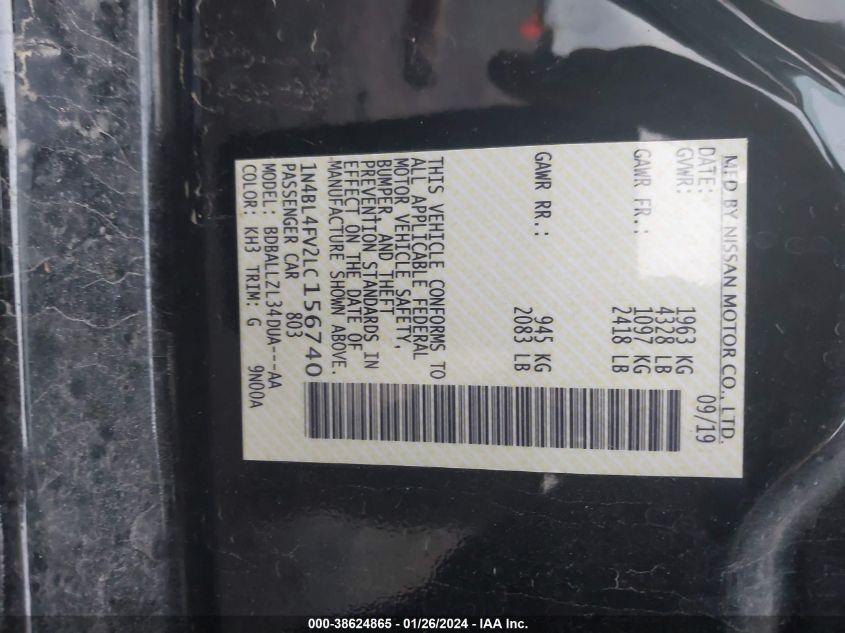 MFD BY NISSAN MOTOR CO., LTD.
DATE: 09/19
GVWR: 1963 KG
4328 LB
GAWR FR.: 1097 KG
2418 LB
GAWR RR.: 945 KG
2083 LB
THIS VEHICLE CONFORMS TO
ALL APPLICABLE FEDERAL
MOTOR VEHICLE SAFETY,
BUMPER, AND THEFT
PREVENTION STANDARDS IN
EFFECT ON THE DATE OF
MANUFACTURE SHOWN ABOVE.
1N4BL4FV2LC156740
PASSENGER CAR 803
MODEL: BDBALLZL34DUA---AA
COLOR: KH3 TRIM: G 9N00A
000-38624865 - 01/26/2024 - IAA Inc.